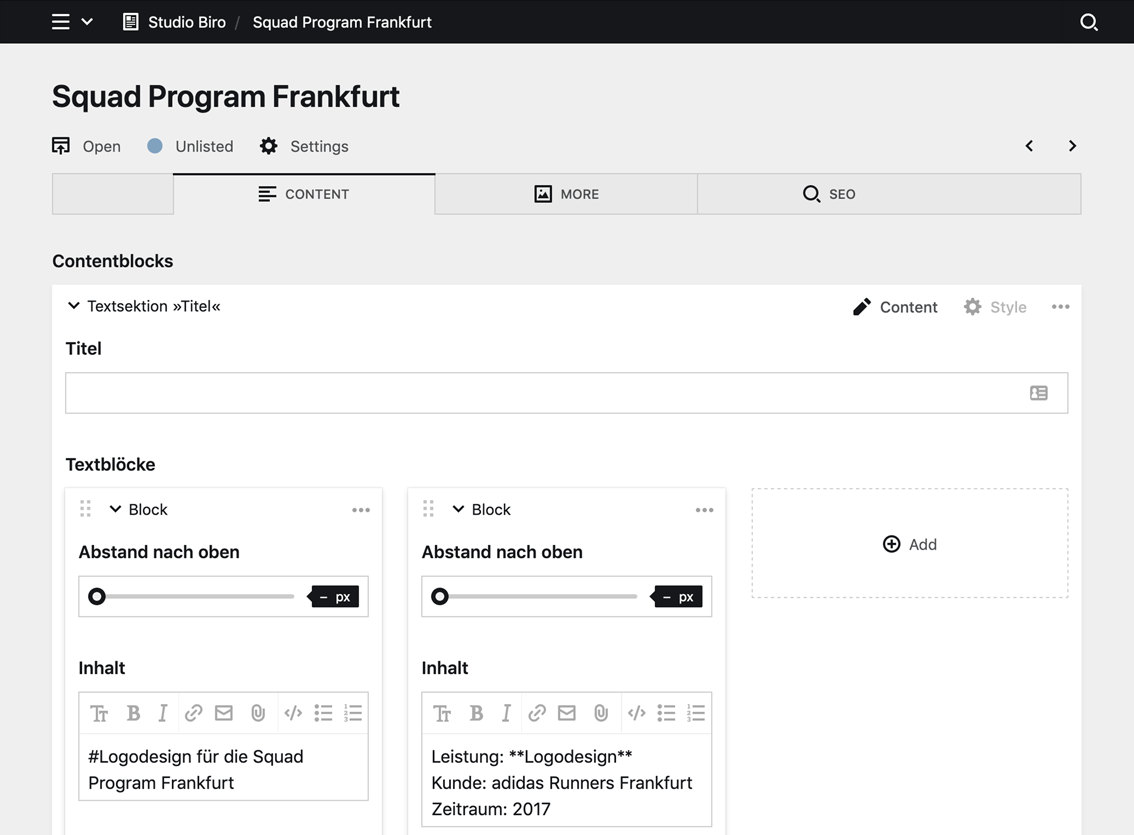 Studio Biro / Squad Program Frankfurt
Squad Program Frankfurt
Open Unlisted Settings
CONTENT MORE SEO
Contentblocks
Textsektion »Titel« Content Style
Titel
Textblöcke
Block
Abstand nach oben
– px
Inhalt
#Logodesign für die Squad
Program Frankfurt
Block
Abstand nach oben
– px
Inhalt
Leistung: **Logodesign**
Kunde: adidas Runners Frankfurt
Zeitraum: 2017
Add